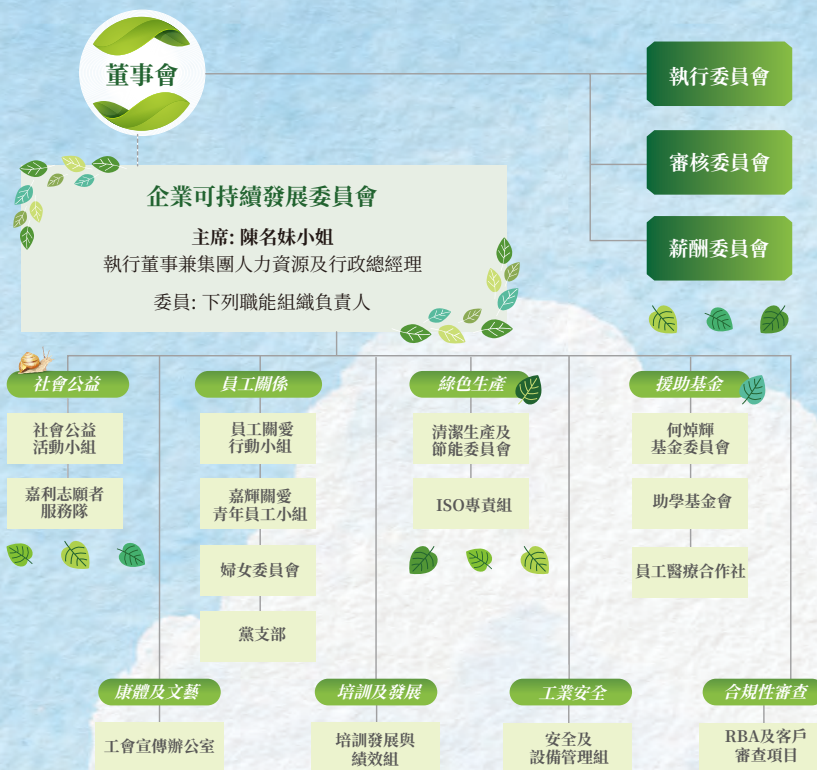 董事會
執行委員會
審核委員會
薪酬委員會
企業可持續發展委員會
主席: 陳名妹小姐
執行董事兼集團人力資源及行政總經理
委員: 下列職能組織負責人
社會公益
社會公益
活動小組
嘉利志願者
服務隊
員工關係
員工關愛
行動小組
嘉輝關愛
青年員工小組
婦女委員會
黨支部
綠色生產
清潔生產及
節能委員會
ISO專責組
援助基金
何焯輝
基金委員會
助學基金會
員工醫療合作社
康體及文藝
工會宣傳辦公室
培訓及發展
培訓發展與
績效組
工業安全
安全及
設備管理組
合規性審查
RBA及客戶
審查項目